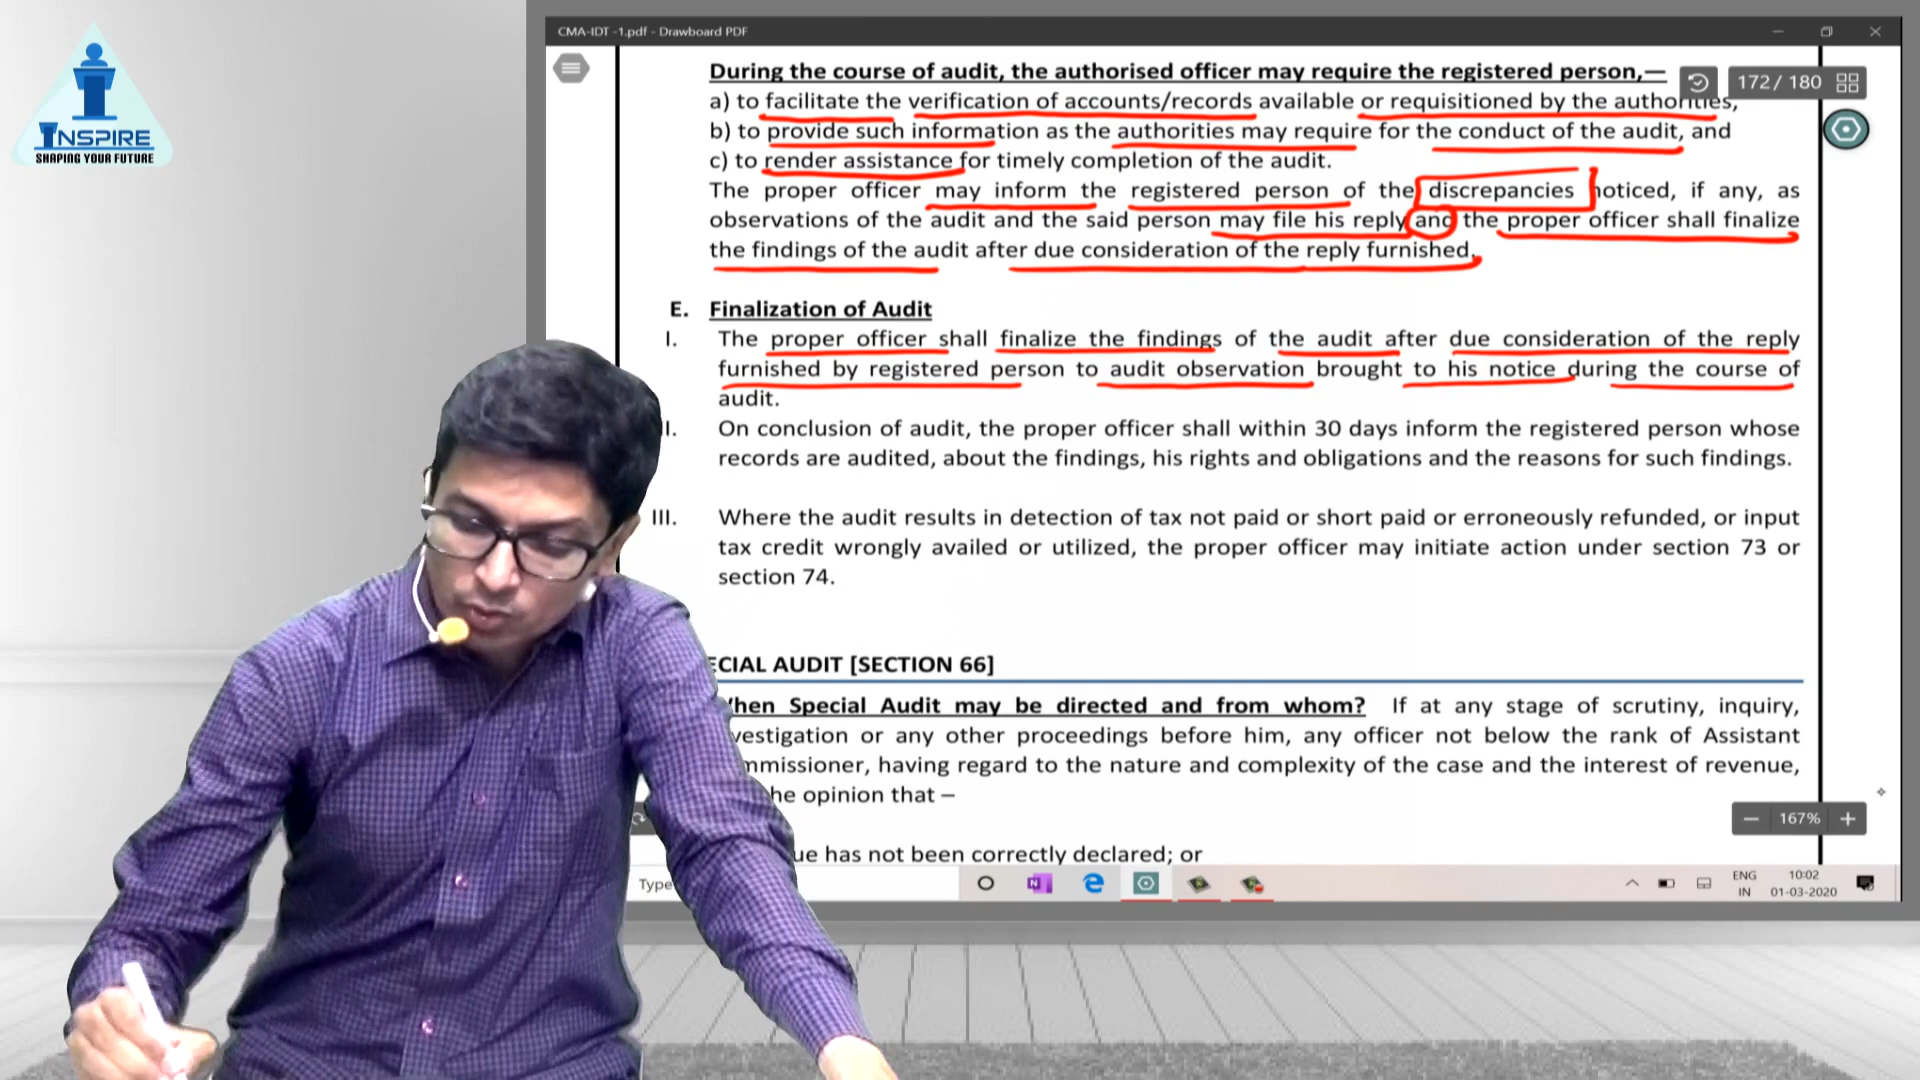 CMA-IDT -1.pdf - Drawboard PDF
INSPIRE
SHAPING YOUR FUTURE
172 / 180
During the course of audit, the authorised officer may require the registered person,—
a) to facilitate the verification of accounts/records available or requisitioned by the authorities,
b) to provide such information as the authorities may require for the conduct of the audit, and
c) to render assistance for timely completion of the audit.
The proper officer may inform the registered person of the discrepancies noticed, if any, as
observations of the audit and the said person may file his reply and the proper officer shall finalize
the findings of the audit after due consideration of the reply furnished.
E. Finalization of Audit
I. The proper officer shall finalize the findings of the audit after due consideration of the reply
furnished by registered person to audit observation brought to his notice during the course of
audit.
II. On conclusion of audit, the proper officer shall within 30 days inform the registered person whose
records are audited, about the findings, his rights and obligations and the reasons for such findings.
III. Where the audit results in detection of tax not paid or short paid or erroneously refunded, or input
tax credit wrongly availed or utilized, the proper officer may initiate action under section 73 or
section 74.
ECIAL AUDIT [SECTION 66]
When Special Audit may be directed and from whom? If at any stage of scrutiny, inquiry,
vestigation or any other proceedings before him, any officer not below the rank of Assistant
mmissioner, having regard to the nature and complexity of the case and the interest of revenue,
he opinion that —
167%
ue has not been correctly declared; or
Type
ENG
IN
10:02
01-03-2020